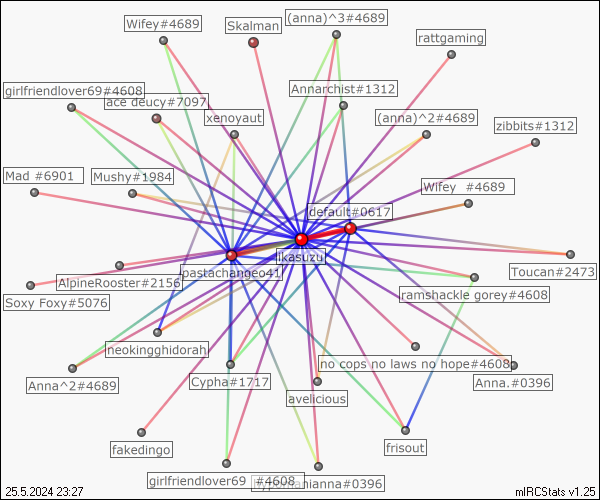 Wifey#4689
Skalman
(anna)^3#4689
rattgaming
girlfriendlover69#4608
ace deucy#7097
Annarchist#1312
xenoyaut
(anna)^2#4689
zibbits#1312
Mad #6901
Mushy#1984
Wifey  #4689
default#0617
likasuzu
pastachangeo41
Toucan#2473
AlpineRooster#2156
Soxy Foxy#5076
ramshackle gorey#4608
neokingghidorah
no cops no laws no hope#4608
Anna^2#4689
Cypha#1717
Anna.#0396
avelicious
fakedingo
frisout
girlfriendlover69  #4608
#0396
25.5.2024 23:27
mIRCStats v1.25